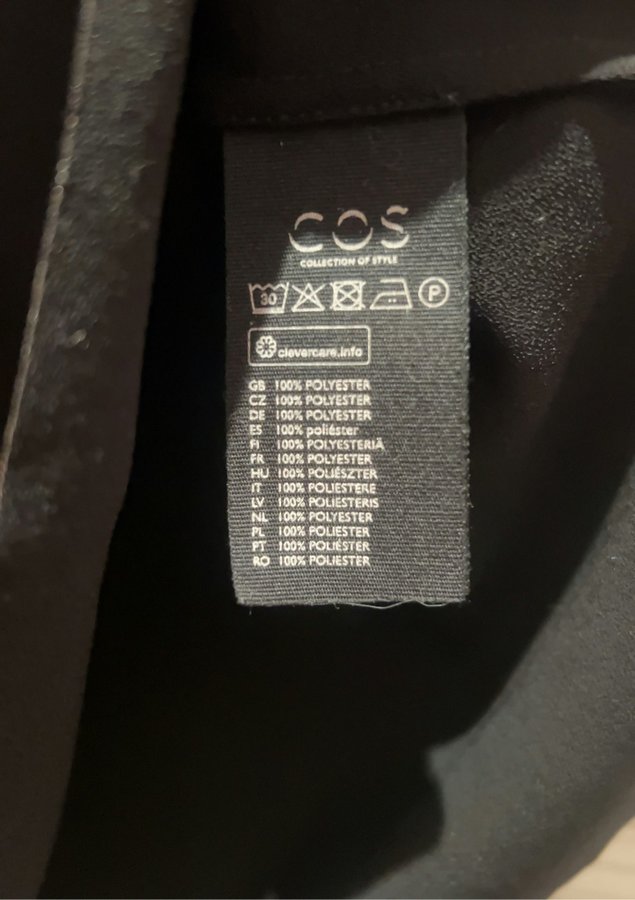 COS
COLLECTION OF STYLE
30 P
clevercare.info
GB 100% POLYESTER
CZ 100% POLYESTER
DE 100% POLYESTER
ES 100% poliéster
FI 100% POLYESTERIÄ
FR 100% POLYESTER
HU 100% POLIÉSZTER
IT 100% POLIESTERE
LV 100% POLIESTERIS
NL 100% POLYESTER
PL 100% POLIESTER
PT 100% POLIÉSTER
RO 100% POLIESTER